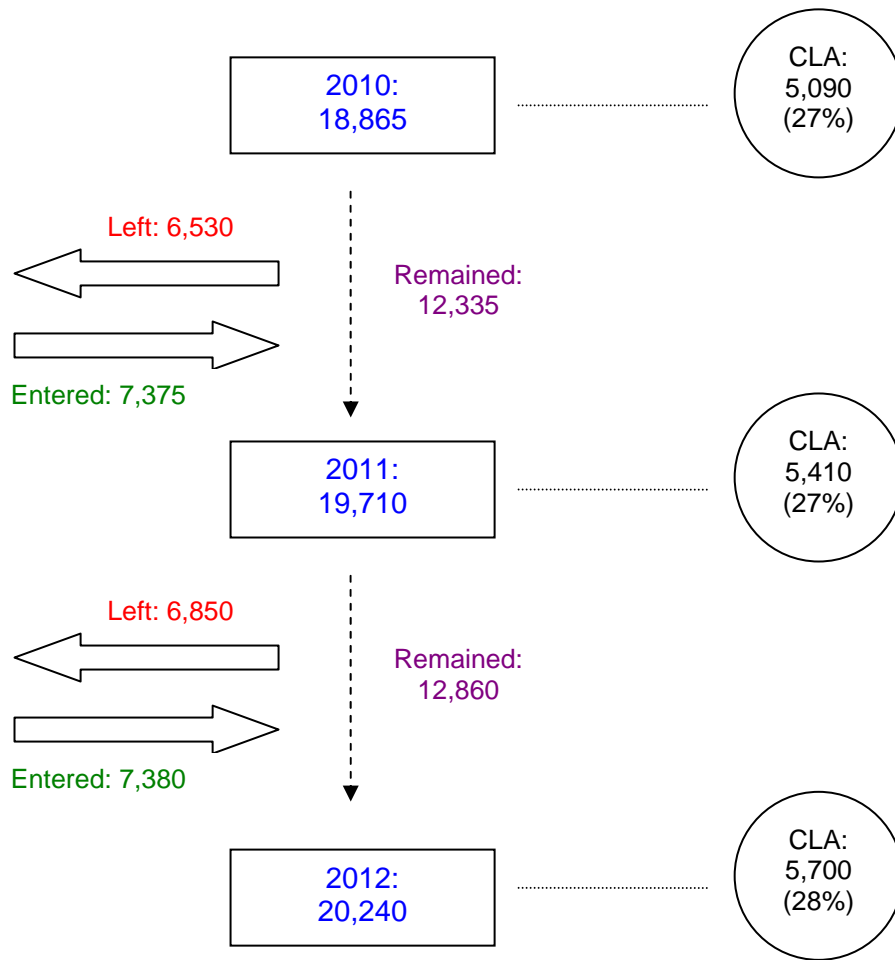 2010:
18,865
CLA:
5,090
(27%)
Left: 6,530
Remained:
12,335
Entered: 7,375
2011:
19,710
CLA:
5,410
(27%)
Left: 6,850
Remained:
12,860
Entered: 7,380
2012:
20,240
CLA:
5,700
(28%)